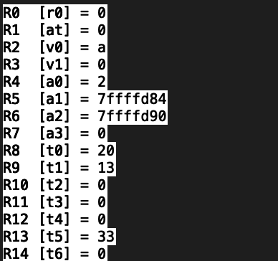 R0  [r0] = 0
R1  [at] = 0
R2  [v0] = a
R3  [v1] = 0
R4  [a0] = 2
R5  [a1] = 7ffffd84
R6  [a2] = 7ffffd90
R7  [a3] = 0
R8  [t0] = 20
R9  [t1] = 13
R10 [t2] = 0
R11 [t3] = 0
R12 [t4] = 0
R13 [t5] = 33
R14 [t6] = 0